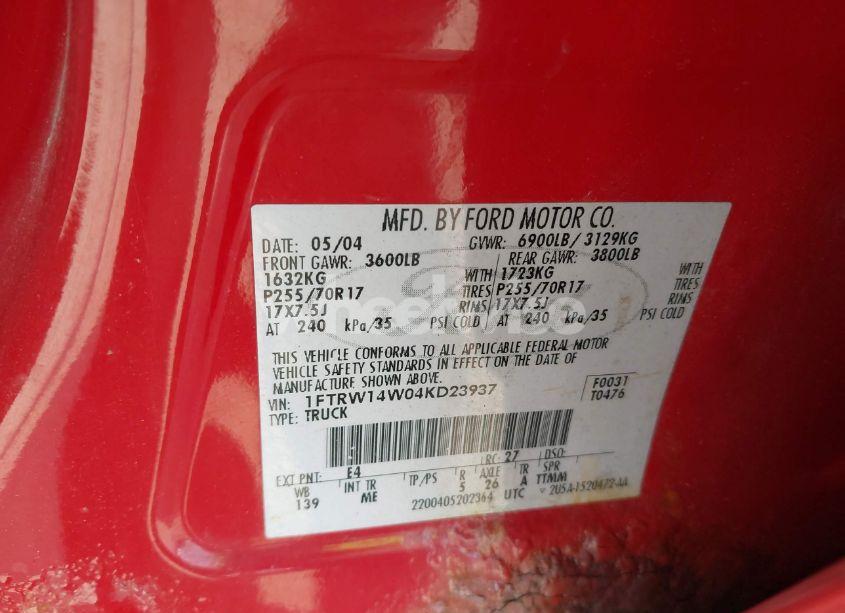 MFD. BY FORD MOTOR CO.
DATE: 05/04 GVWR: 6900LB/ 3129KG
FRONT GAWR: 3600LB REAR GAWR: 3800LB
1632KG WITH 1723KG WITH
P255/70R17 TIRES P255/70R17 TIRES
17X7.5J RIMS 17X7.5J RIMS
AT 240 kPa/35 PSI COLD AT 240 kPa/35 PSI COLD
THIS VEHICLE CONFORMS TO ALL APPLICABLE FEDERAL MOTOR
VEHICLE SAFETY STANDARDS IN EFFECT ON THE DATE OF
MANUFACTURE SHOWN ABOVE.
VIN: 1FTRW14W04KD23937 F0031
TYPE: TRUCK T0476
EXT PNT: E4 RC: 27 DSO:
WB INT TR TP/PS R AXLE TR SPR
139 ME 5 26 A TTMM
2200405202364 UTC 2U5A-1520472-AA